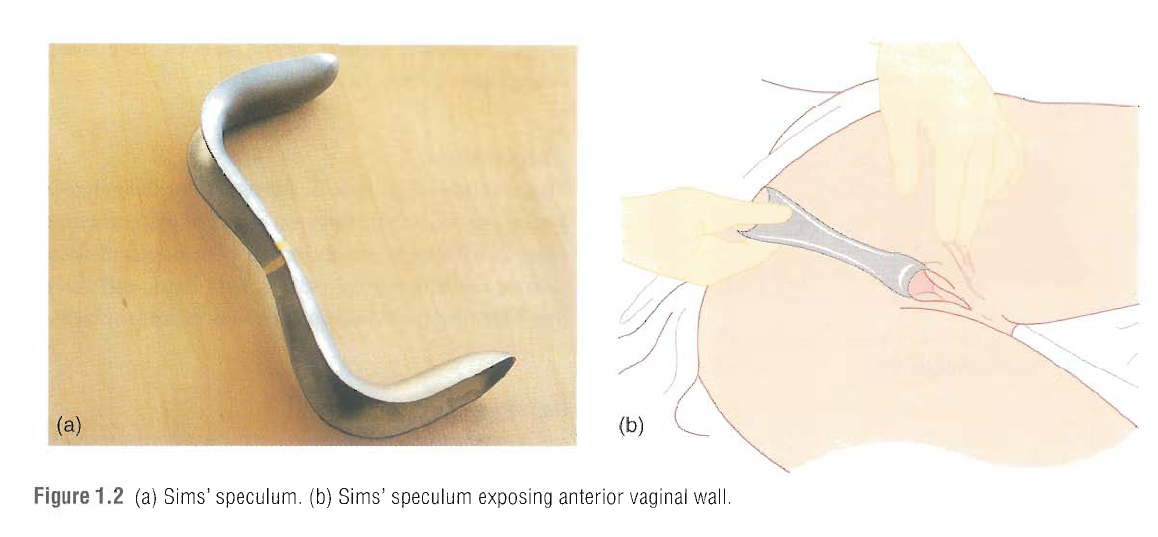 (a)
(b)
Figure 1.2 (a) Sims' speculum. (b) Sims' speculum exposing anterior vaginal wall.